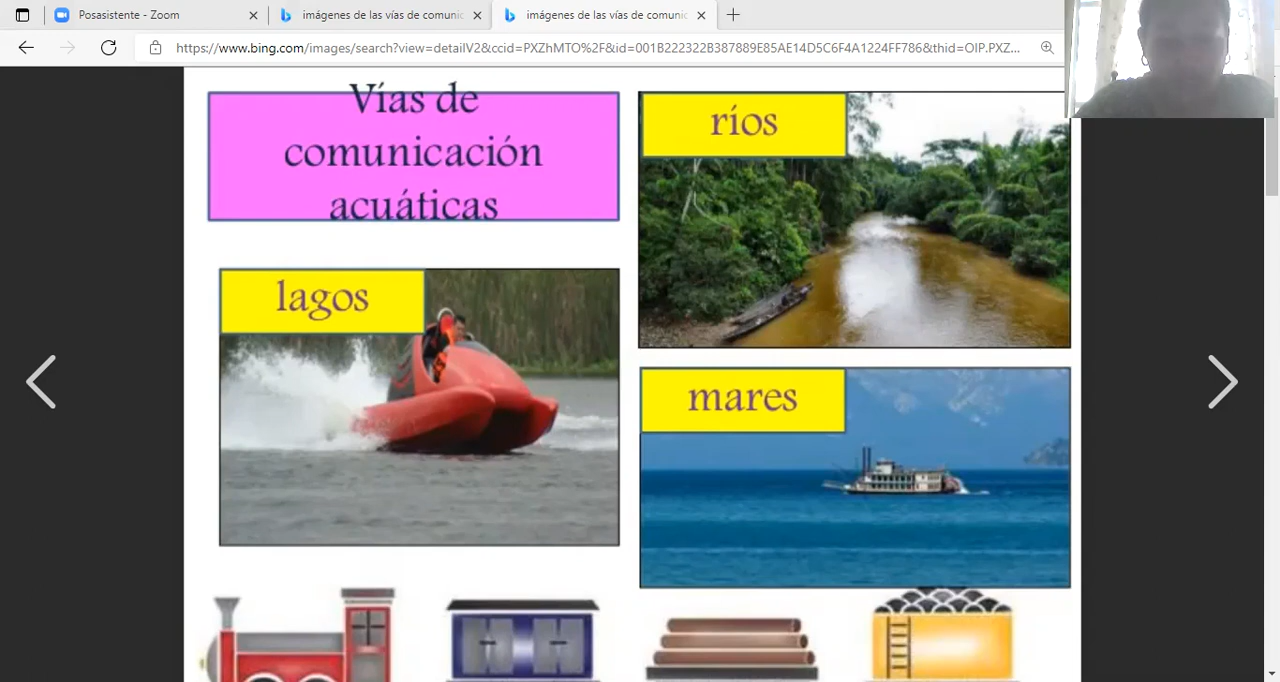 Posasistente - Zoom
imágenes de las vías de comunic
imágenes de las vías de comunic
https://www.bing.com/images/search?view=detailV2&ccid=PXZhMTO%2F&id=001B222322B3F7889DB5AE14D5C6F4A1224FF786&thid=OIP.PXZ...
Vías de
comunicación
acuáticas
ríos
lagos
mares